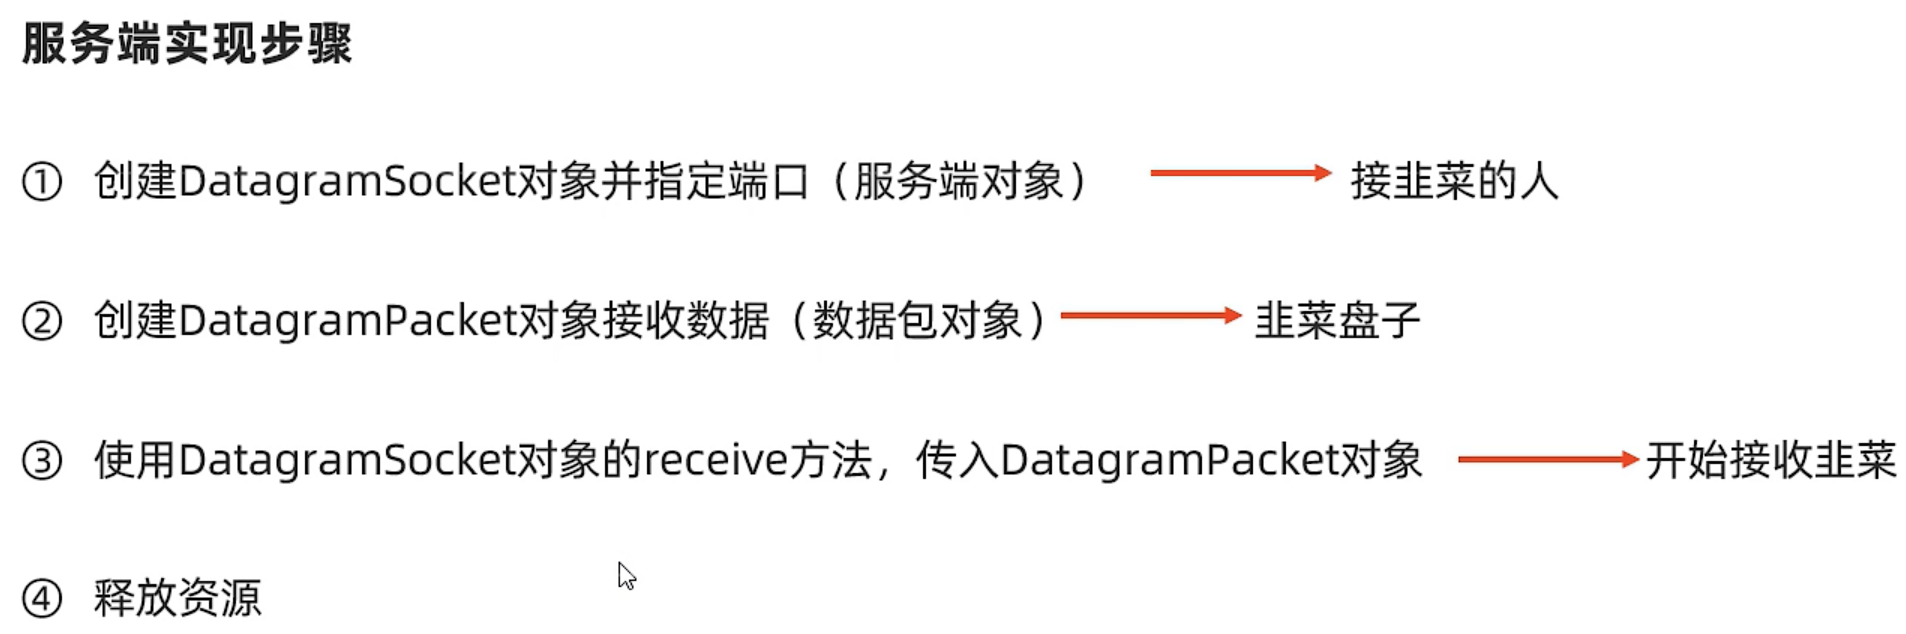 服务端实现步骤
① 创建DatagramSocket对象并指定端口（服务端对象） 接韭菜的人
② 创建DatagramPacket对象接收数据（数据包对象） 韭菜盘子
③ 使用DatagramSocket对象的receive方法，传入DatagramPacket对象 开始接收韭菜
④ 释放资源